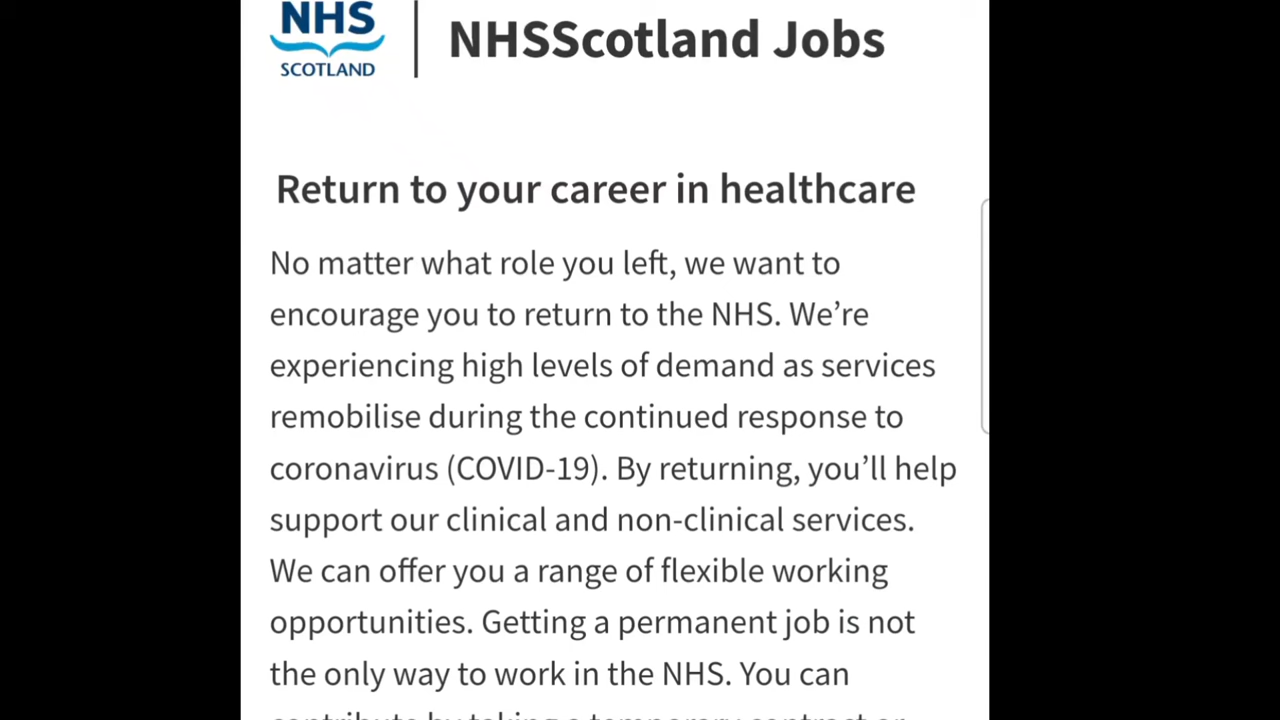 NHS
SCOTLAND
NHSScotland Jobs
Return to your career in healthcare
No matter what role you left, we want to
encourage you to return to the NHS. We’re
experiencing high levels of demand as services
remobilise during the continued response to
coronavirus (COVID-19). By returning, you’ll help
support our clinical and non-clinical services.
We can offer you a range of flexible working
opportunities. Getting a permanent job is not
the only way to work in the NHS. You can